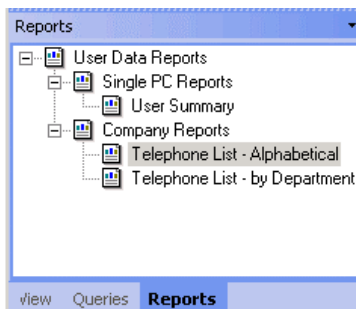 Reports
User Data Reports
Single PC Reports
User Summary
Company Reports
Telephone List - Alphabetical
Telephone List - by Department
View Queries Reports